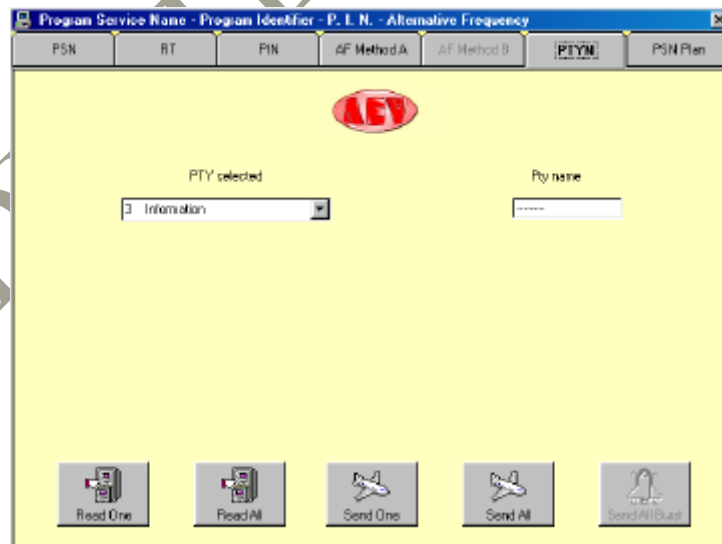 Program Service Name - Program Identifier - P. I. N. - Alternative Frequency
PSN RT PIN AF Method A AF Method B PTYN PSN Plan
AEV
PTY selected Pty name
3 Information ------
Read One Read All Send One Send All Send All Burst